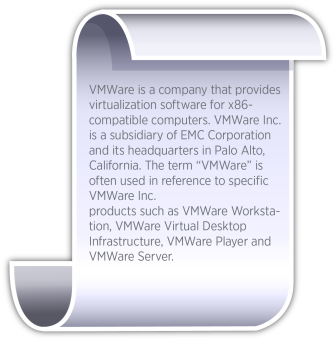 VMWare is a company that provides
virtualization software for x86-
compatible computers. VMWare Inc.
is a subsidiary of EMC Corporation
and its headquarters in Palo Alto,
California. The term “VMWare” is
often used in reference to specific
VMWare Inc.
products such as VMWare Worksta-
tion, VMWare Virtual Desktop
Infrastructure, VMWare Player and
VMWare Server.